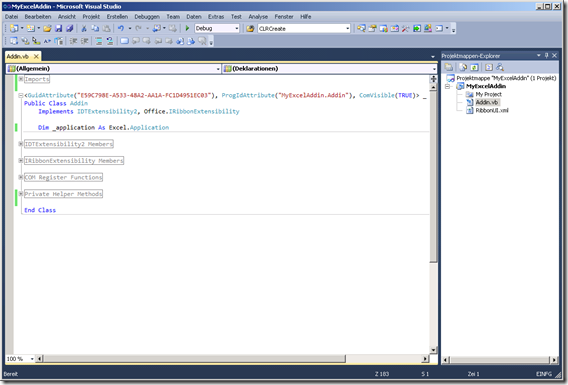 MyExcelAddin - Microsoft Visual Studio
Datei Bearbeiten Ansicht Projekt Erstellen Debuggen Team Daten Extras Test Analyse Fenster Hilfe
Debug CLRCreate
Addin.vb
(Allgemein) (Deklarationen)
Imports
<GuidAttribute("E59C798E-A533-4BA2-AA1A-FC1D4951EC03"), ProgIdAttribute("MyExcelAddin.Addin"), ComVisible(TRUE)> _
Public Class Addin
Implements IDTExtensibility2, Office.IRibbonExtensibility
Dim _application As Excel.Application
IDTExtensibility2 Members
IRibbonExtensibility Members
COM Register Functions
Private Helper Methods
End Class
100 %
Projektmappen-Explorer
Projektmappe "MyExcelAddin" (1 Projekt)
MyExcelAddin
My Project
Addin.vb
RibbonUI.xml
Bereit Z 183 S 1 Zei 1 EINFG